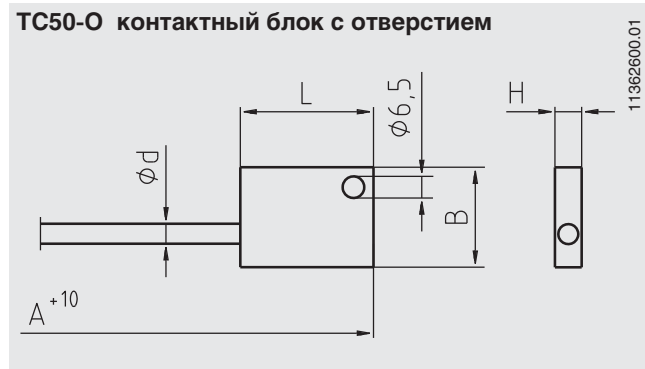 TC50-O контактный блок с отверстием
11362600.01
L
ϕ6,5
H
ϕd
B
A +10